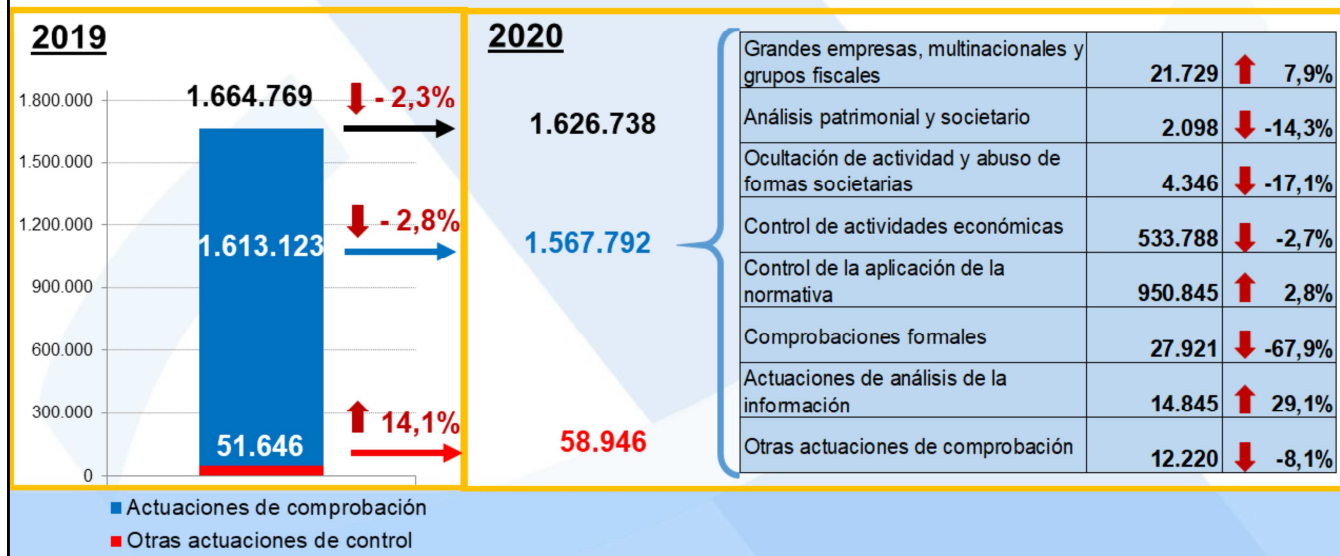 2019
1.664.769
- 2,3%
1.800.000
1.500.000
1.200.000
900.000
600.000
300.000
0
1.613.123
- 2,8%
51.646
14,1%
2020
1.626.738
1.567.792
58.946
Grandes empresas, multinacionales y
grupos fiscales 21.729 7,9%
Análisis patrimonial y societario 2.098 -14,3%
Ocultación de actividad y abuso de
formas societarias 4.346 -17,1%
Control de actividades económicas 533.788 -2,7%
Control de la aplicación de la
normativa 950.845 2,8%
Comprobaciones formales 27.921 -67,9%
Actuaciones de análisis de la
información 14.845 29,1%
Otras actuaciones de comprobación 12.220 -8,1%
Actuaciones de comprobación
Otras actuaciones de control